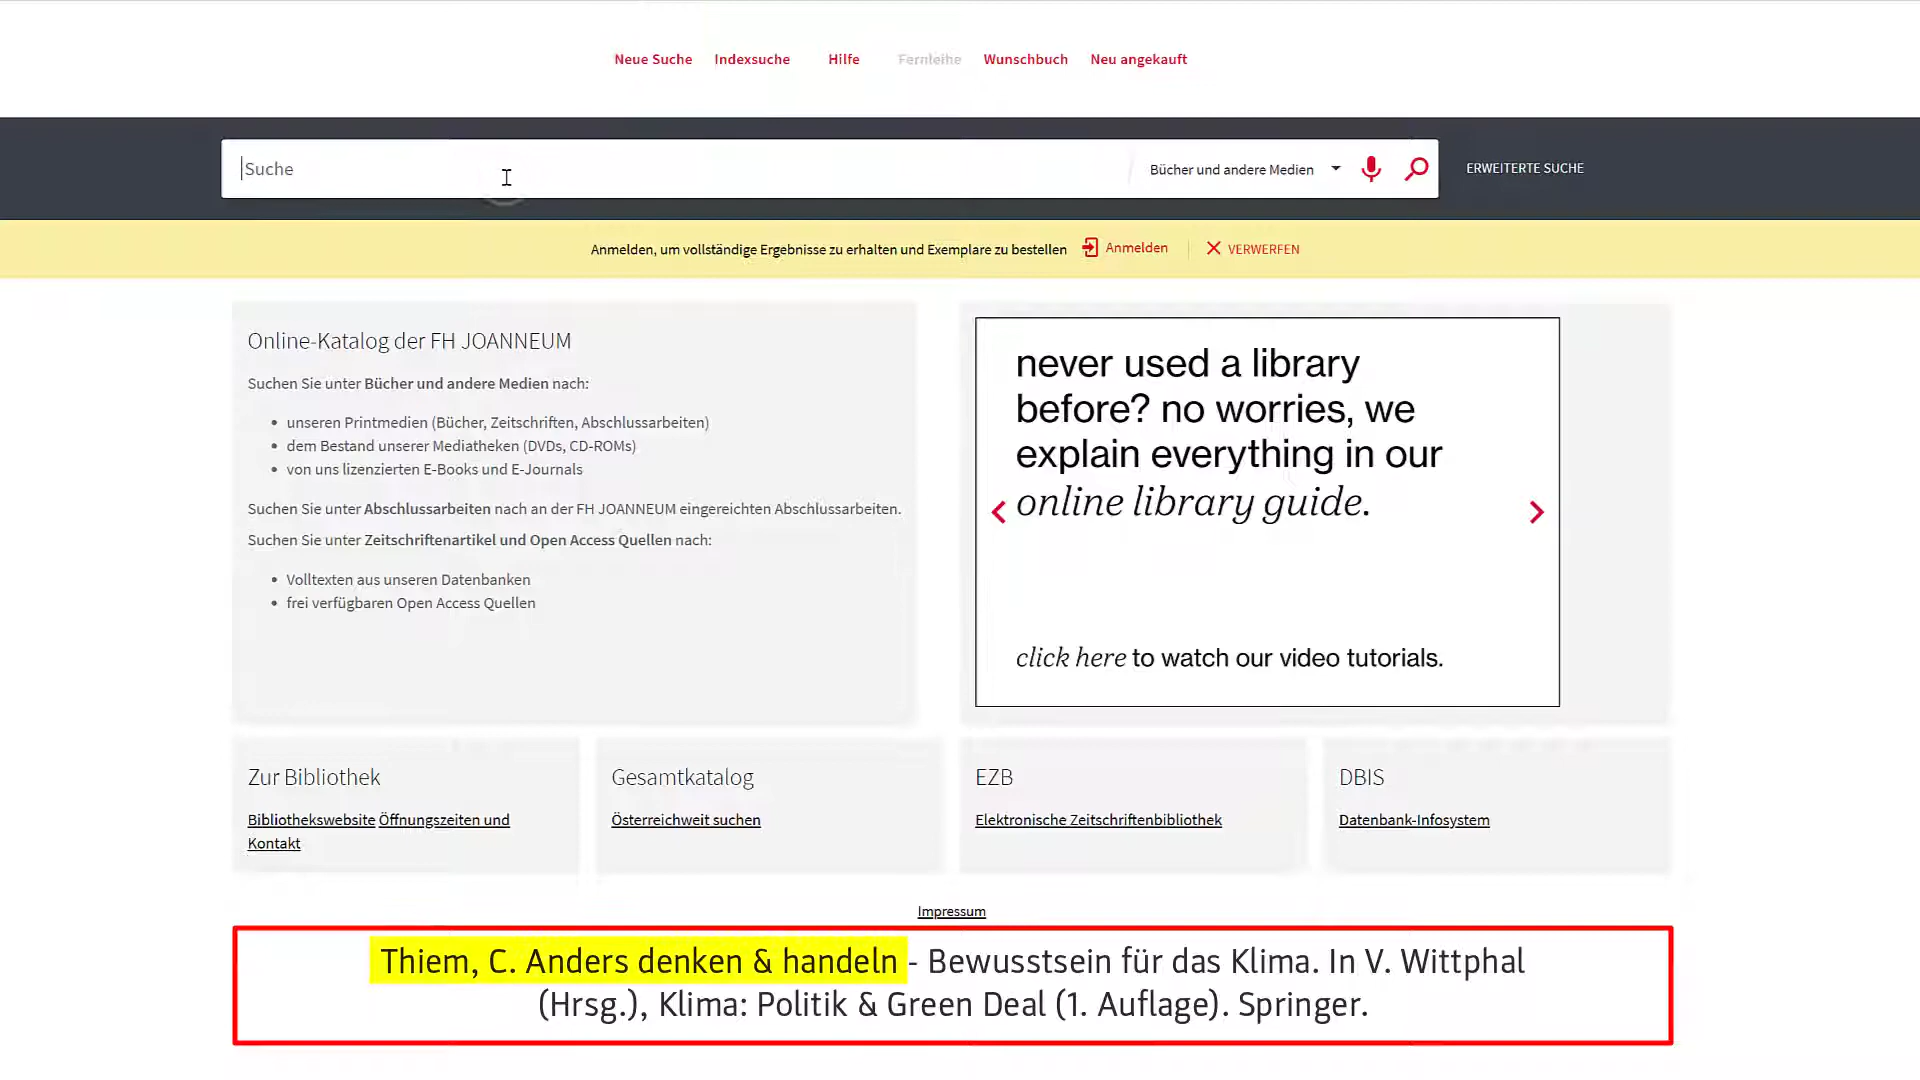 Neue Suche Indexsuche Hilfe Fernleihe Wunschbuch Neu angekauft
Suche Bücher und andere Medien ERWEITERTE SUCHE
Anmelden, um vollständige Ergebnisse zu erhalten und Exemplare zu bestellen Anmelden VERWERFEN
Online-Katalog der FH JOANNEUM
Suchen Sie unter Bücher und andere Medien nach:
• unseren Printmedien (Bücher, Zeitschriften, Abschlussarbeiten)
• dem Bestand unserer Mediatheken (DVDs, CD-ROMs)
• von uns lizenzierten E-Books und E-Journals
Suchen Sie unter Abschlussarbeiten nach an der FH JOANNEUM eingereichten Abschlussarbeiten.
Suchen Sie unter Zeitschriftenartikel und Open Access Quellen nach:
• Volltexten aus unseren Datenbanken
• frei verfügbaren Open Access Quellen
never used a library
before? no worries, we
explain everything in our
online library guide.
click here to watch our video tutorials.
Zur Bibliothek
Bibliothekswebsite Öffnungszeiten und
Kontakt
Gesamtkatalog
Österreichweit suchen
EZB
Elektronische Zeitschriftenbibliothek
DBIS
Datenbank-Infosystem
Impressum
Thiem, C. Anders denken & handeln - Bewusstsein für das Klima. In V. Wittphal
(Hrsg.), Klima: Politik & Green Deal (1. Auflage). Springer.